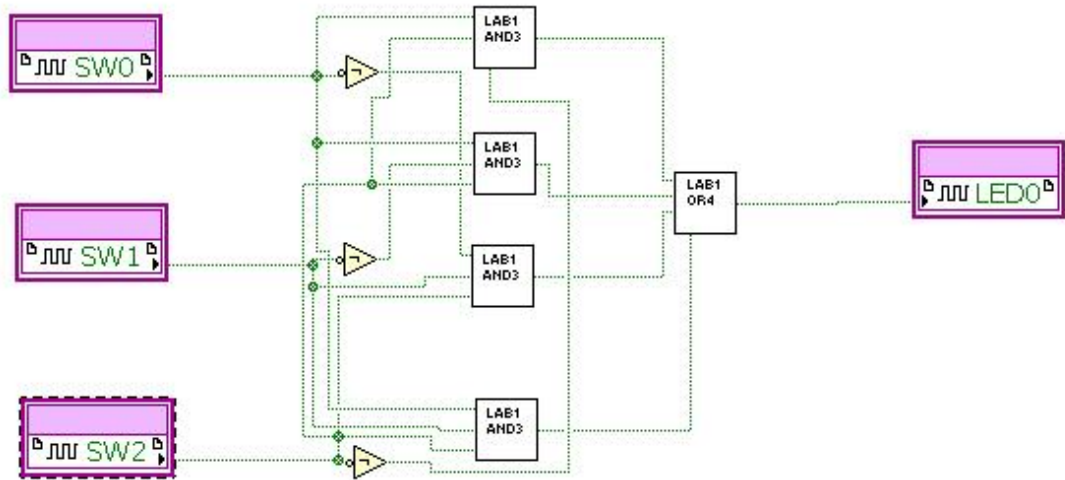 LAB1
AND3
SW0
LAB1
AND3
LAB1
OR4
LED0
SW1
LAB1
AND3
LAB1
AND3
SW2